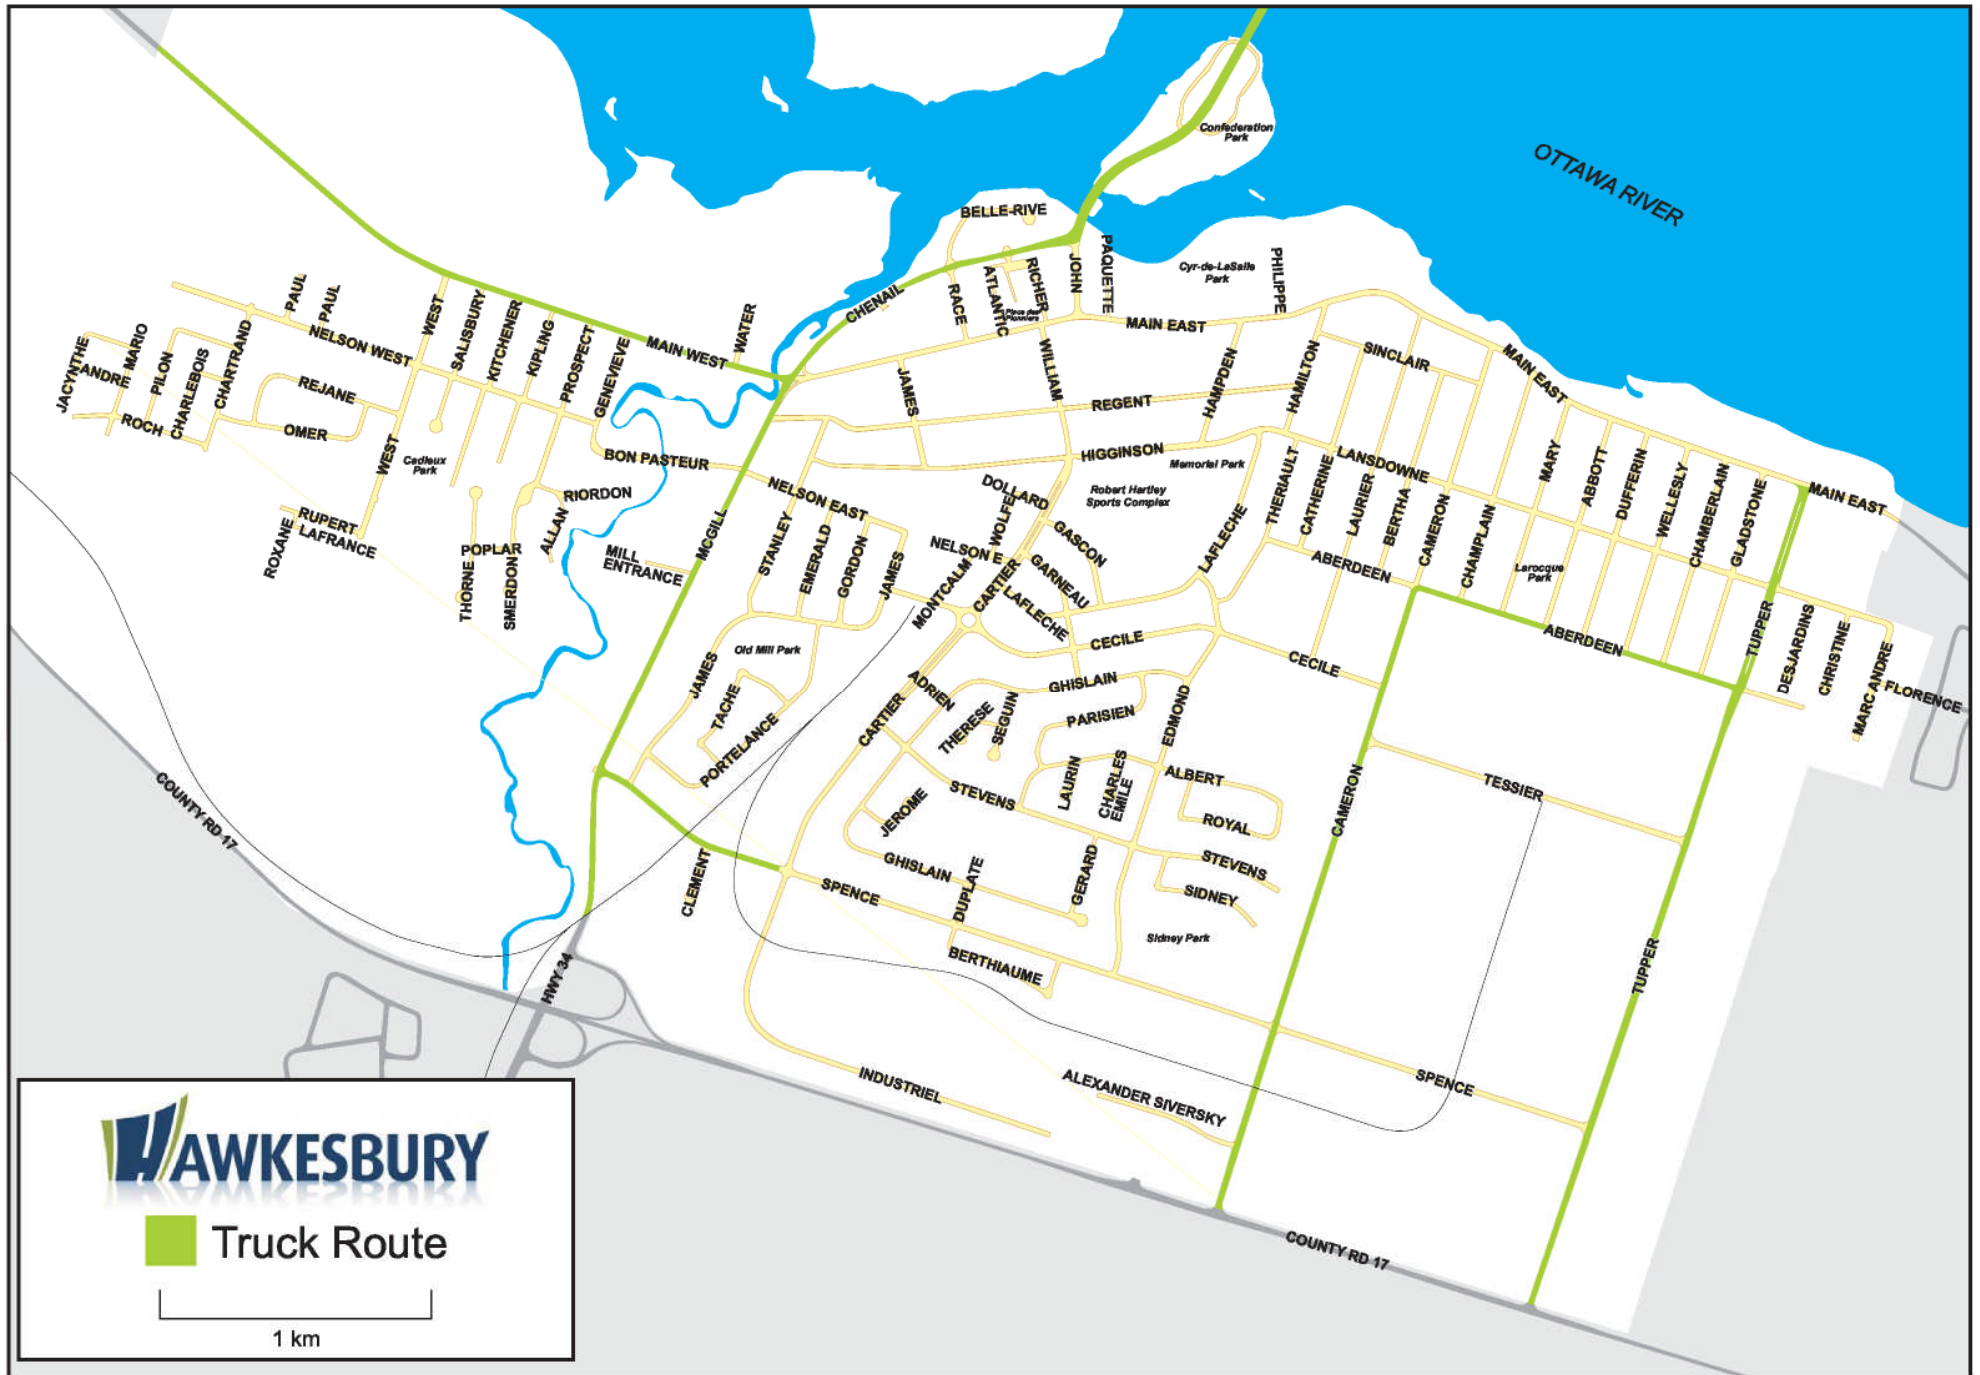 Confederation
Park
OTTAWA RIVER
BELLE-RIVE
PAQUETTE
PHILIPPE
JOHN
RICHER
ATLANTIC
RACE
CHENAIL
Cyr-de-LaSalle
Park
Place des
Pionniers
MAIN EAST
PAUL
PAUL
WEST
SALISBURY
KITCHENER
KIPLING
PROSPECT
GENEVIEVE
MAIN WEST
WATER
NELSON WEST
JACYNTHE
MARIO
ANDRE
PILON
CHARLEBOIS
CHARTRAND
ROCH
REJANE
OMER
WEST
Cadieux
Park
JAMES
WILLIAM
REGENT
HAMPDEN
HAMILTON
SINCLAIR
MAIN EAST
HIGGINSON
Memorial Park
LANSDOWNE
BON PASTEUR
NELSON EAST
DOLLARD
Robert Hartley
Sports Complex
WOLFE
GASCON
LAFLECHE
THERIAULT
CATHERINE
LAURIER
BERTHA
CAMERON
CHAMPLAIN
MARY
ABBOTT
DUFFERIN
WELLESLY
CHAMBERLAIN
GLADSTONE
MAIN EAST
RIORDON
ALLAN
ROXANE
RUPERT
LAFRANCE
POPLAR
THORNE
SMERDON
MILL
ENTRANCE
MCGILL
STANLEY
EMERALD
GORDON
JAMES
NELSON E
MONTCALM
CARTIER
GARNEAU
LAFLECHE
ABERDEEN
Larocque
Park
ABERDEEN
TUPPER
DESJARDINS
CHRISTINE
MARC ANDRE
FLORENCE
Old Mill Park
JAMES
TACHE
PORTELANCE
CECILE
CECILE
ADRIEN
GHISLAIN
CARTIER
THERESE
SEGUIN
PARISIEN
EDMOND
STEVENS
LAURIN
CHARLES
EMILE
ALBERT
ROYAL
JEROME
GHISLAIN
DUPLATE
GERARD
STEVENS
SIDNEY
Sidney Park
CAMERON
TESSIER
TUPPER
COUNTY RD 17
CLEMENT
SPENCE
BERTHIAUME
HWY 34
INDUSTRIEL
ALEXANDER SIVERSKY
SPENCE
COUNTY RD 17
HAWKESBURY
Truck Route
1 km